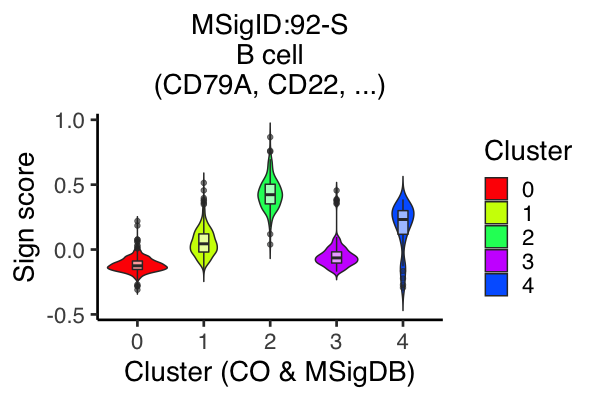 MSigID:92-S
B cell
(CD79A, CD22, ...)
Sign score
1.0
0.5
0.0
-0.5
0 1 2 3 4
Cluster (CO & MSigDB)
Cluster
0
1
2
3
4